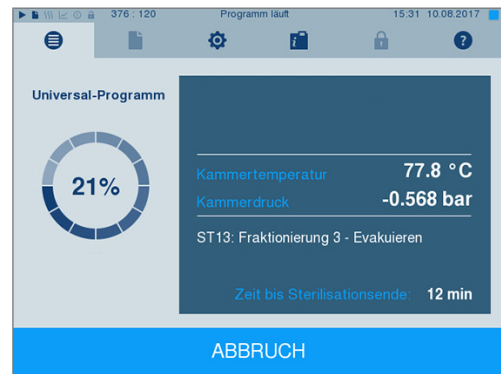 376 : 120 Programm läuft 15:31 10.08.2017
Universal-Programm
21%
Kammertemperatur 77.8 °C
Kammerdruck -0.568 bar
ST13: Fraktionierung 3 - Evakuieren
Zeit bis Sterilisationsende: 12 min
ABBRUCH